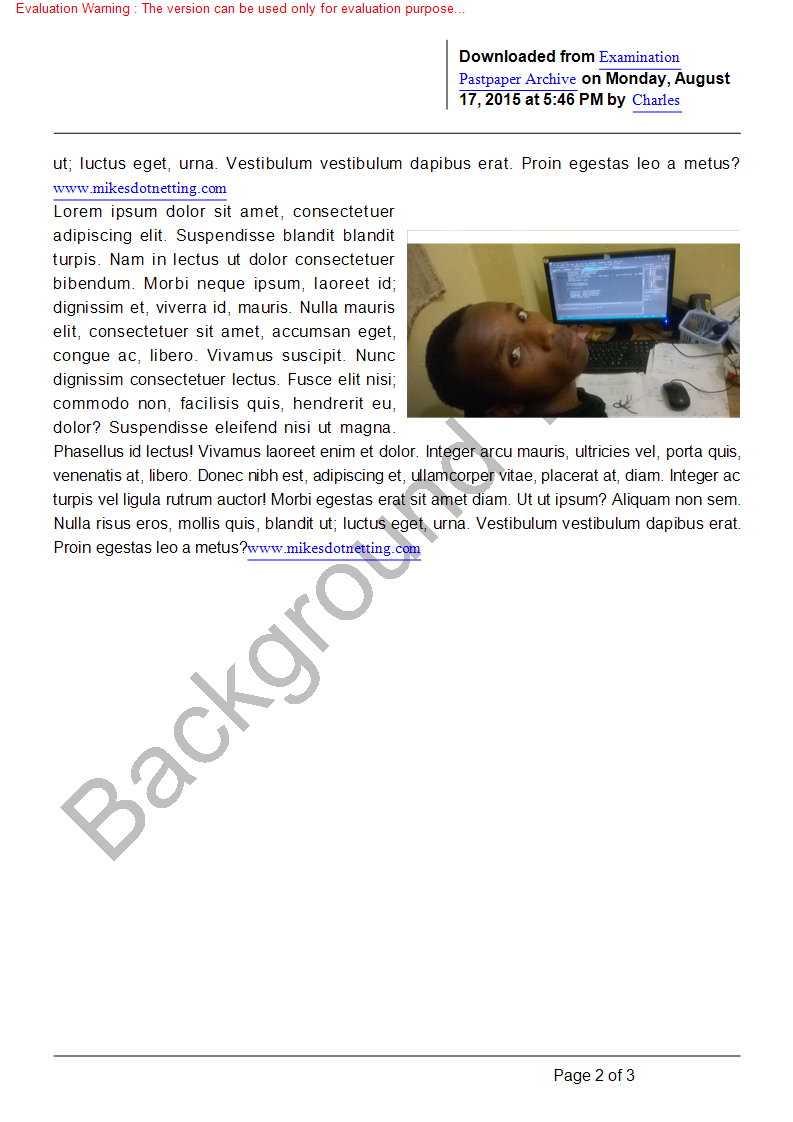 Evaluation Warning : The version can be used only for evaluation purpose...
Downloaded from Examination
Pastpaper Archive on Monday, August
17, 2015 at 5:46 PM by Charles
ut; luctus eget, urna. Vestibulum vestibulum dapibus erat. Proin egestas leo a metus?
www.mikesdotnetting.com
Lorem ipsum dolor sit amet, consectetuer
adipiscing elit. Suspendisse blandit blandit
turpis. Nam in lectus ut dolor consectetuer
bibendum. Morbi neque ipsum, laoreet id;
dignissim et, viverra id, mauris. Nulla mauris
elit, consectetuer sit amet, accumsan eget,
congue ac, libero. Vivamus suscipit. Nunc
dignissim consectetuer lectus. Fusce elit nisi;
commodo non, facilisis quis, hendrerit eu,
dolor? Suspendisse eleifend nisi ut magna.
Phasellus id lectus! Vivamus laoreet enim et dolor. Integer arcu mauris, ultricies vel, porta quis,
venenatis at, libero. Donec nibh est, adipiscing et, ullamcorper vitae, placerat at, diam. Integer ac
turpis vel ligula rutrum auctor! Morbi egestas erat sit amet diam. Ut ut ipsum? Aliquam non sem.
Nulla risus eros, mollis quis, blandit ut; luctus eget, urna. Vestibulum vestibulum dapibus erat.
Proin egestas leo a metus?www.mikesdotnetting.com
Background
Page 2 of 3